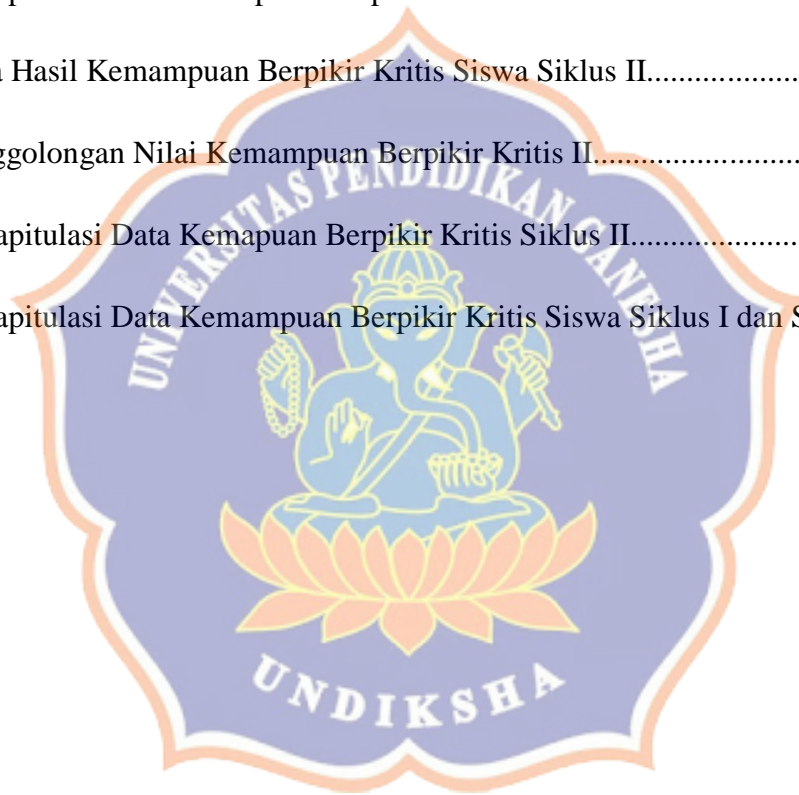 a Hasil Kemampuan Berpikir Kritis Siswa Siklus II...................
ggolongan Nilai Kemampuan Berpikir Kritis II.........................
apitulasi Data Kemapuan Berpikir Kritis Siklus II.....................
apitulasi Data Kemampuan Berpikir Kritis Siswa Siklus I dan S
UNIVERSITAS PENDIDIKAN GANESHA
UNDIKSHA